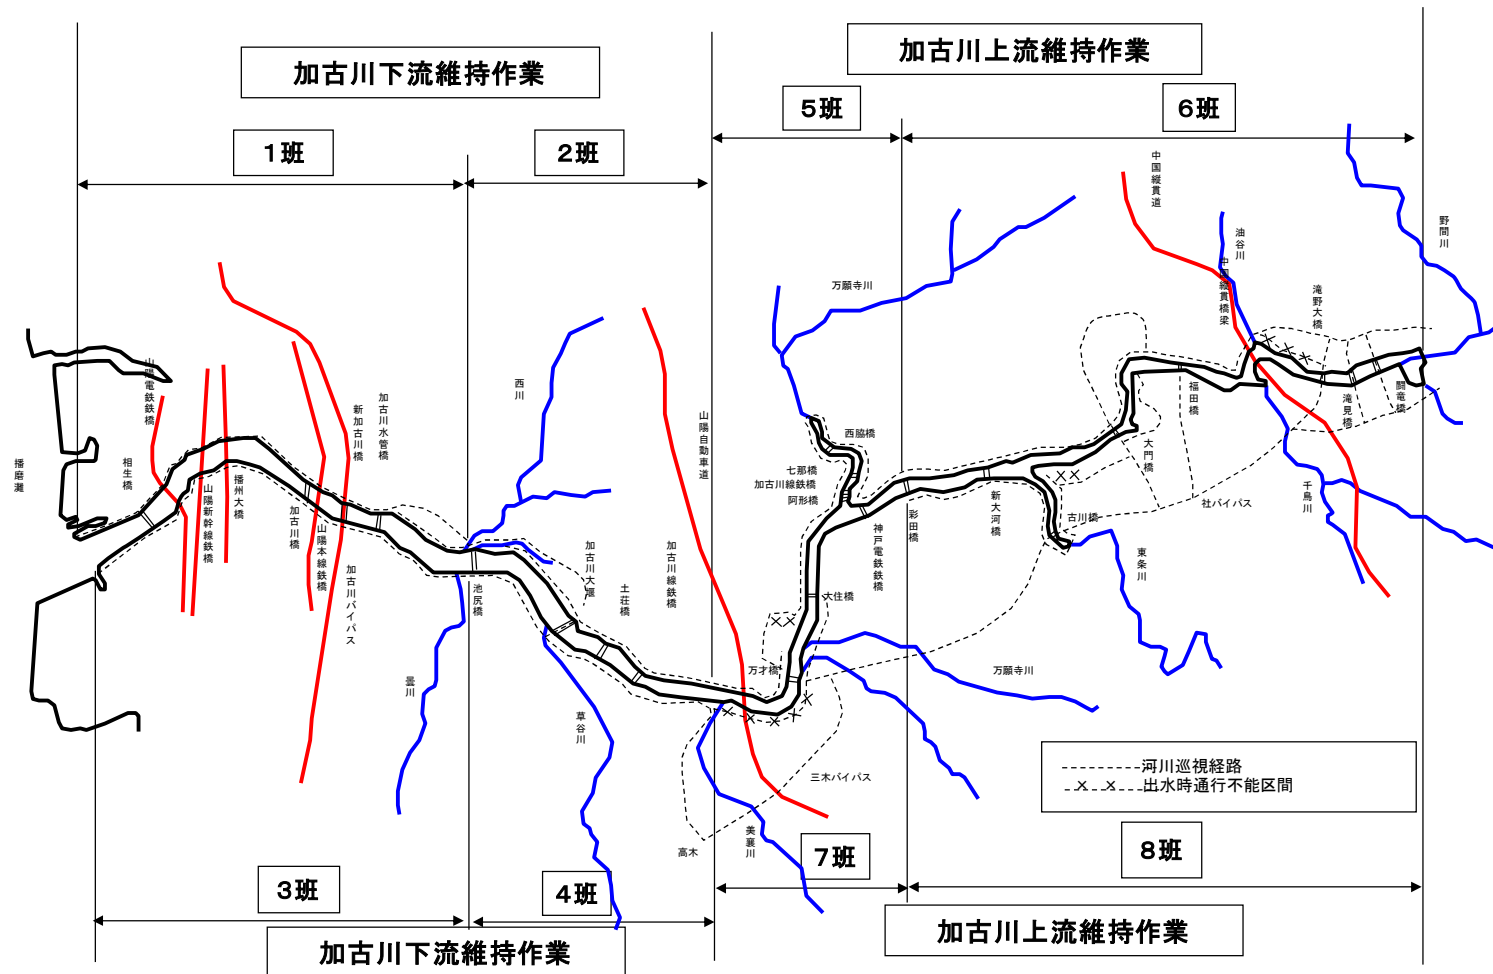 加古川下流維持作業
加古川上流維持作業
1班
2班
5班
6班
中国縦貫道
油谷川
中国縦貫橋梁
野間川
滝野大橋
万願寺川
山陽電鉄鉄橋
新加古川橋
加古川水管橋
西川
山陽自動車道
福田橋
滝見橋
闘竜橋
西脇橋
七那橋
加古川線鉄橋
阿形橋
大門橋
播磨灘
相生橋
山陽新幹線鉄橋
播州大橋
加古川橋
山陽本線鉄橋
加古川バイパス
神戸電鉄鉄橋
彩田橋
新大河橋
古川橋
社バイパス
千鳥川
東条川
池尻橋
加古川大堰
土荘橋
加古川線鉄橋
大住橋
曇川
草谷川
万才橋
万願寺川
三木バイパス
高木
美襄川
河川巡視経路
出水時通行不能区間
3班
4班
7班
8班
加古川下流維持作業
加古川上流維持作業